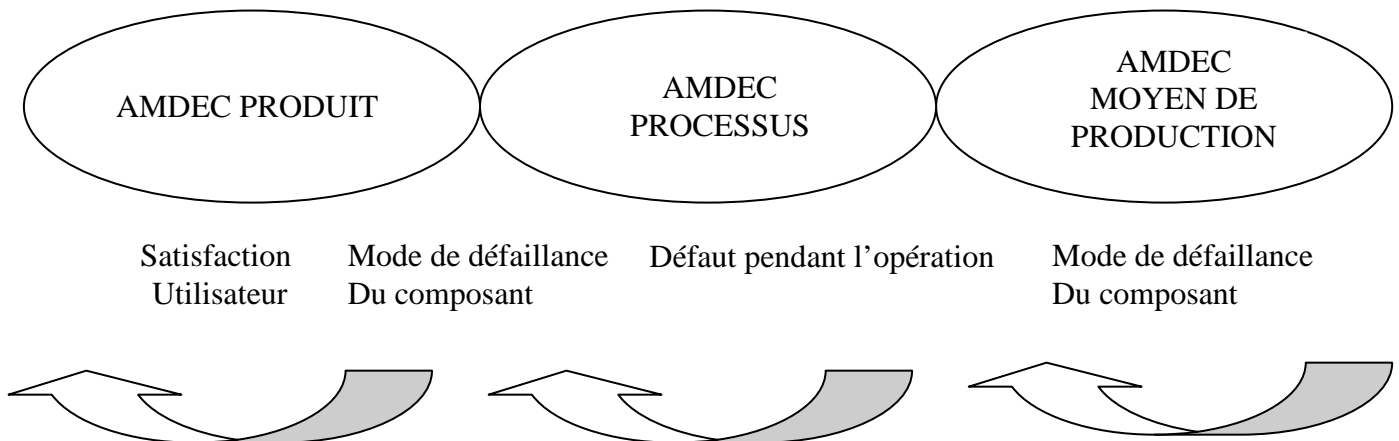 AMDEC PRODUIT
AMDEC
PROCESSUS
AMDEC
MOYEN DE
PRODUCTION
Satisfaction
Utilisateur
Mode de défaillance
Du composant
Défaut pendant l’opération
Mode de défaillance
Du composant